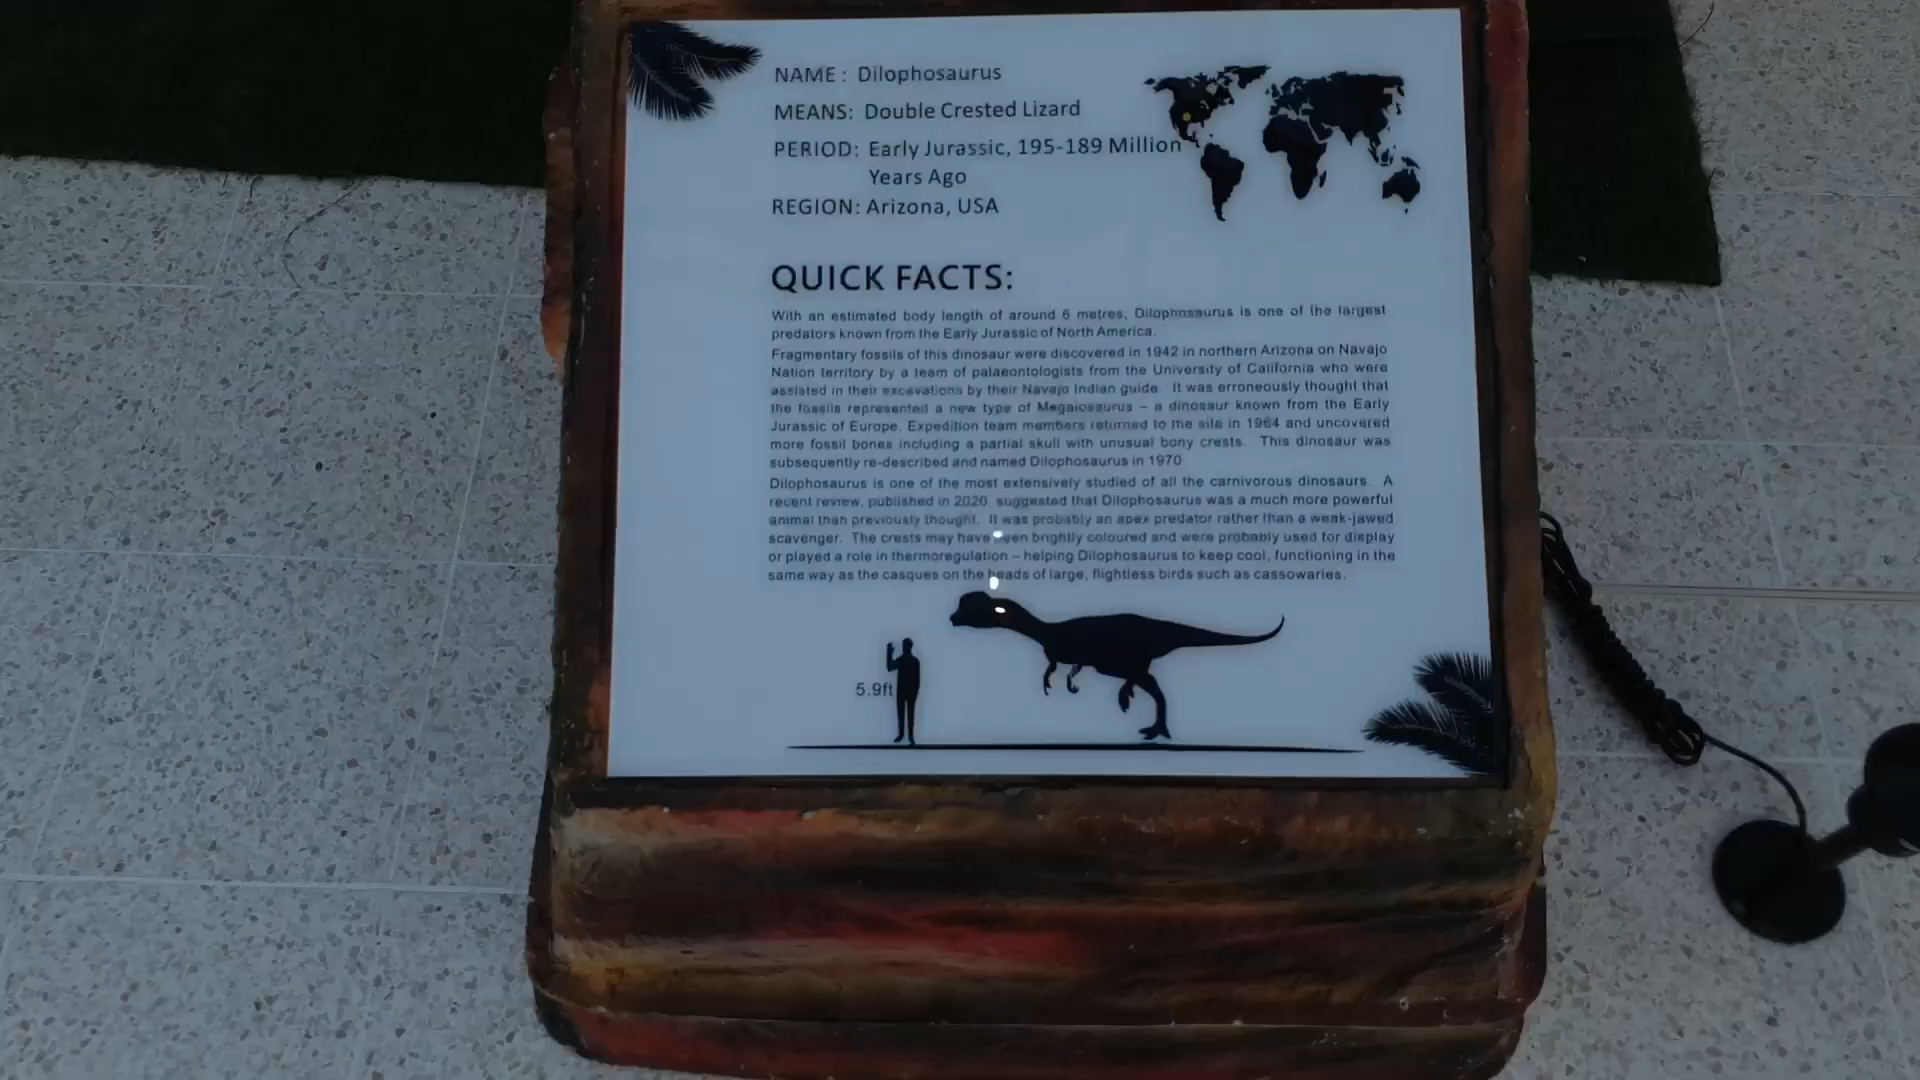 NAME : Dilophosaurus
MEANS: Double Crested Lizard
PERIOD: Early Jurassic, 195-189 Million
Years Ago
REGION: Arizona, USA
QUICK FACTS:
With an estimated body length of around 6 metres, Dilophosaurus is one of the largest
predators known from the Early Jurassic of North America.
Fragmentary fossils of this dinosaur were discovered in 1942 in northern Arizona on Navajo
Nation territory by a team of palaeontologists from the University of California who were
assisted in their excavations by their Navajo Indian guide. It was erroneously thought that
the fossils represented a new type of Megalosaurus – a dinosaur known from the Early
Jurassic of Europe. Expedition team members returned to the site in 1964 and uncovered
more fossil bones including a partial skull with unusual bony crests. This dinosaur was
subsequently re-described and named Dilophosaurus in 1970.
Dilophosaurus is one of the most extensively studied of all the carnivorous dinosaurs. A
recent review, published in 2020, suggested that Dilophosaurus was a much more powerful
animal than previously thought. It was probably an apex predator rather than a weak-jawed
scavenger. The crests may have been brightly coloured and were probably used for display
or played a role in thermoregulation – helping Dilophosaurus to keep cool, functioning in the
same way as the casques on the heads of large, flightless birds such as cassowaries.
5.9ft